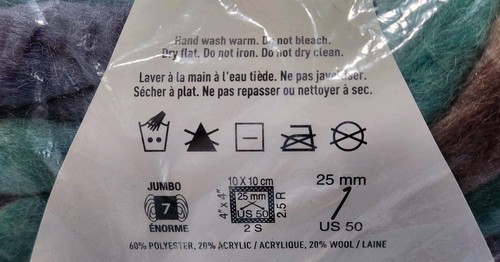 Hand wash warm. Do not bleach.
Dry flat. Do not iron. Do not dry clean.
Laver à la main à l'eau tiède. Ne pas javelliser.
Sécher à plat. Ne pas repasser ou nettoyer à sec.
JUMBO
7
ÉNORME
10 X 10 cm
4" x 4"
25 mm
US 50
2.5 R
2 S
25 mm
US 50
60% POLYESTER, 20% ACRYLIC / ACRYLIQUE, 20% WOOL / LAINE